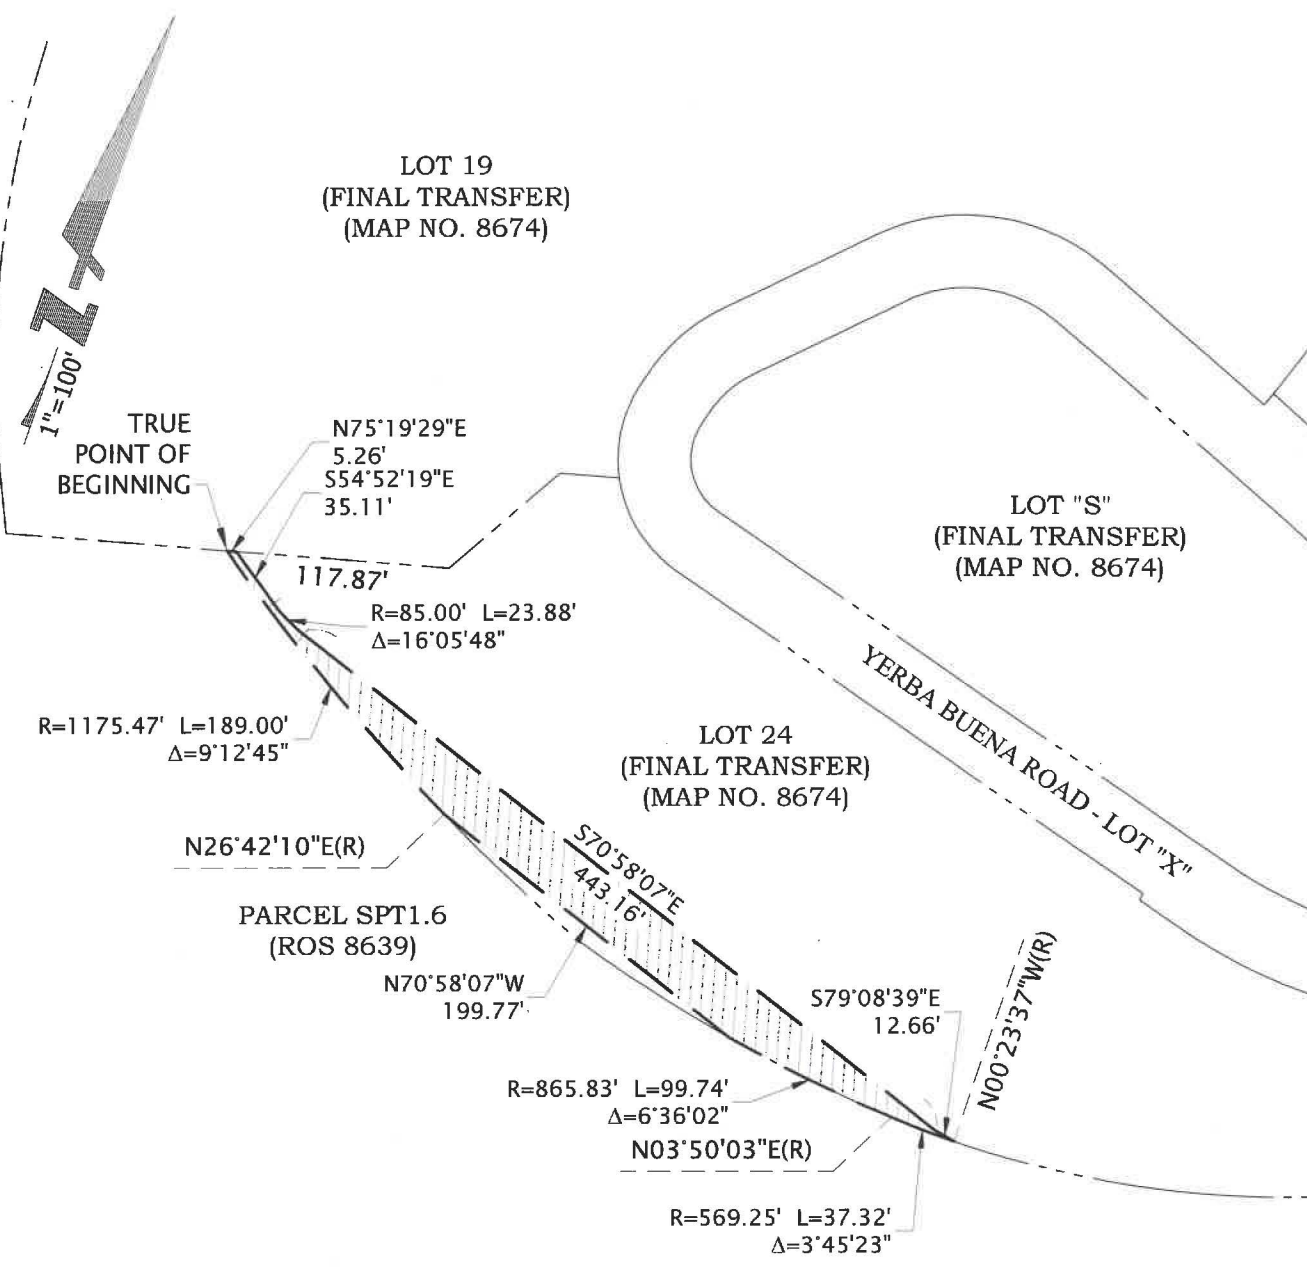 LOT 19
(FINAL TRANSFER)
(MAP NO. 8674)
N
1"=100'
TRUE
POINT OF
BEGINNING
N75°19'29"E
5.26'
S54°52'19"E
35.11'
117.87'
R=85.00' L=23.88'
Δ=16°05'48"
LOT "S"
(FINAL TRANSFER)
(MAP NO. 8674)
YERBA BUENA ROAD - LOT "X"
R=1175.47' L=189.00'
Δ=9°12'45"
LOT 24
(FINAL TRANSFER)
(MAP NO. 8674)
N26°42'10"E(R)
S70°58'07"E
443.16'
PARCEL SPT1.6
(ROS 8639)
N70°58'07"W
199.77'
S79°08'39"E
12.66'
N00°23'37"W(R)
R=865.83' L=99.74'
Δ=6°36'02"
N03°50'03"E(R)
R=569.25' L=37.32'
Δ=3°45'23"